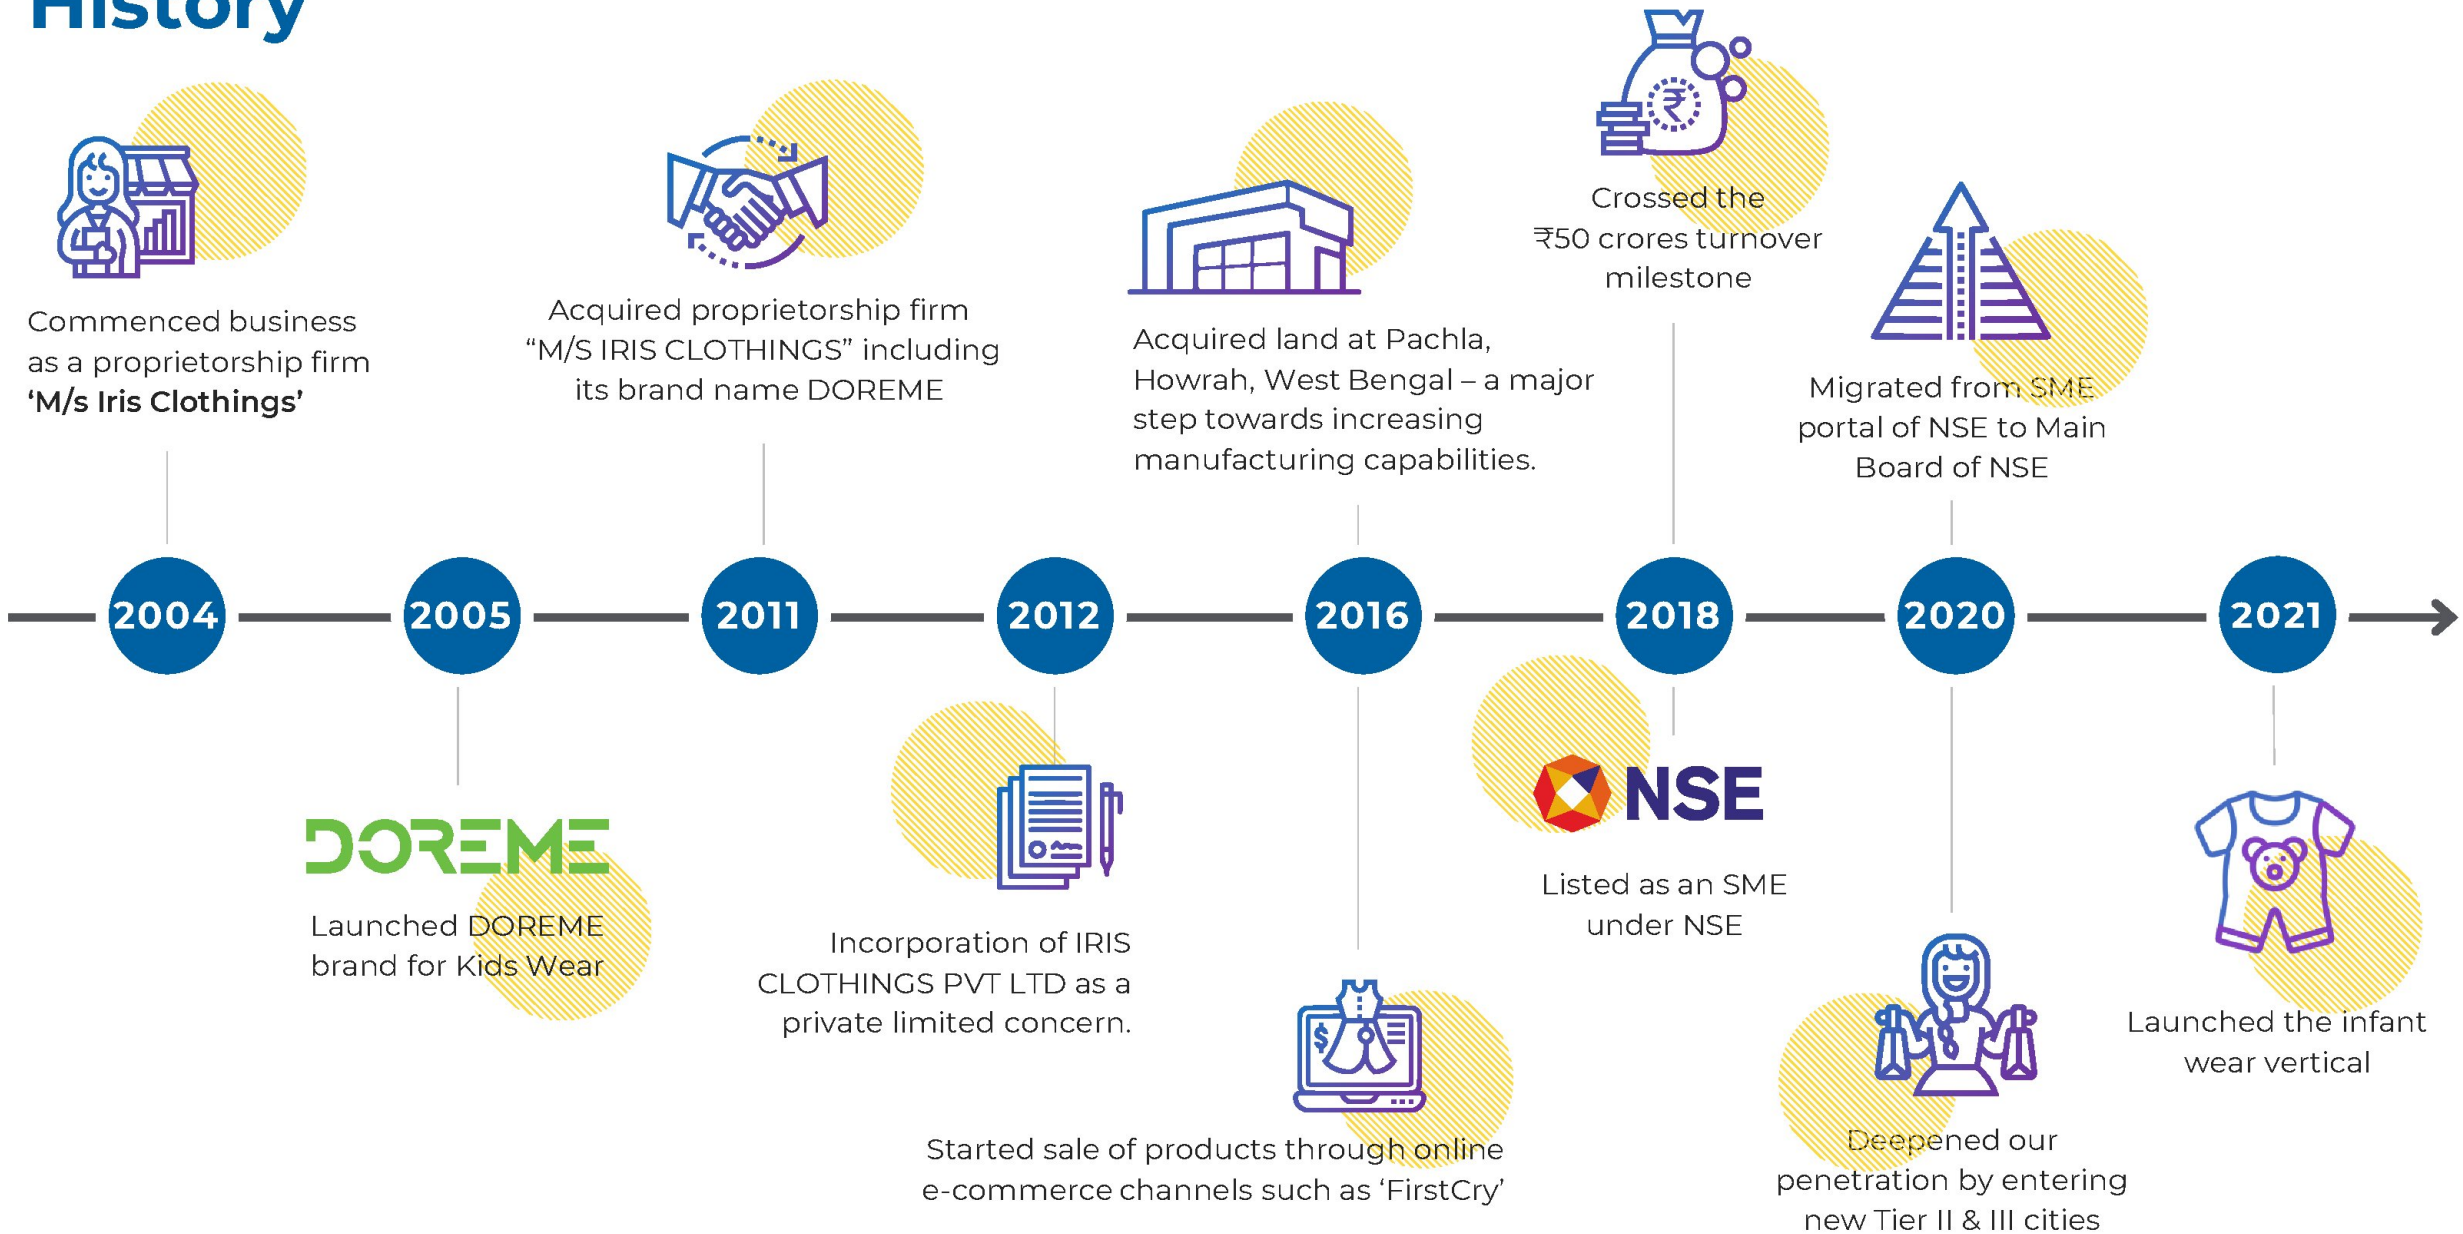 History
Commenced business
as a proprietorship firm
‘M/s Iris Clothings’
Acquired proprietorship firm
“M/S IRIS CLOTHINGS” including
its brand name DOREME
Acquired land at Pachla,
Howrah, West Bengal – a major
step towards increasing
manufacturing capabilities.
₹
Crossed the
₹50 crores turnover
milestone
Migrated from SME
portal of NSE to Main
Board of NSE
2004
2005
2011
2012
2016
2018
2020
2021
DOREME
Launched DOREME
brand for Kids Wear
Incorporation of IRIS
CLOTHINGS PVT LTD as a
private limited concern.
$
Started sale of products through online
e-commerce channels such as ‘FirstCry’
NSE
Listed as an SME
under NSE
Deepened our
penetration by entering
new Tier II & III cities
Launched the infant
wear vertical